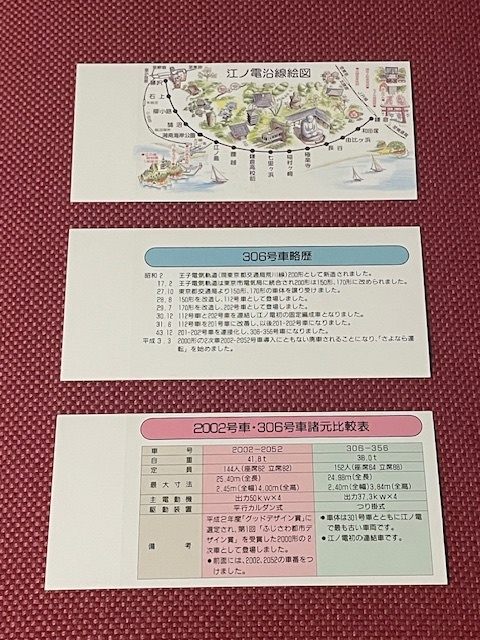 江ノ電沿線絵図
藤沢
石上
柳小路
鵠沼
湘南海岸公園
江ノ島
腰越
鎌倉高校前
七里ヶ浜
稲村ヶ崎
極楽寺
長谷
由比ヶ浜
和田塚
鎌倉
306号車略歴
昭和2 王子電気軌道(現東京都交通局荒川線)200形として新造されました。
17.2 王子電気軌道は東京市電気局に統合され200形は150形、170形に改められました。
27.10 東京都交通局より150形、170形の車体を譲り受けました。
29.8 150形を改造し、112号車として登場しました。
29.7 170形を改造し、202号車として登場しました。
30.12 112号車と202号車を連結し江ノ電初の固定編成車となりました。
31.6 112号車を201号車に改番し、以後201-202号車になりました。
43.12 201-202号車を連接化し、306-356号車になりました。
平成3.3 2000形の2次車2002-2052号車導入にともない廃車されることになり、「さよなら運
転」を始めました。
2002号車・306号車諸元比較表
車号 2002-2052 306-356
自重 41.8t 38.0t
定員 144人(座席62 立席82) 152人(座席64 立席88)
最大寸法 25.40m(全長) 24.88m(全長)
2.45m(全幅)4.00m(全高) 2.40m(全幅)3.84m(全高)
主電動機 出力50kW×4 出力37.3kW×4
駆動装置 平行カルダン式 つり掛式
備考
平成2年度「グッドデザイン賞」に
選定され、第1回「ふじさわ都市デ
ザイン賞」を受賞した2000形の2
次車として登場しました。
●前面には、2002、2052の車番をつ
けました。
●車体は301号車とともに江ノ電
で最も古い車両です。
●江ノ電初の連結車です。